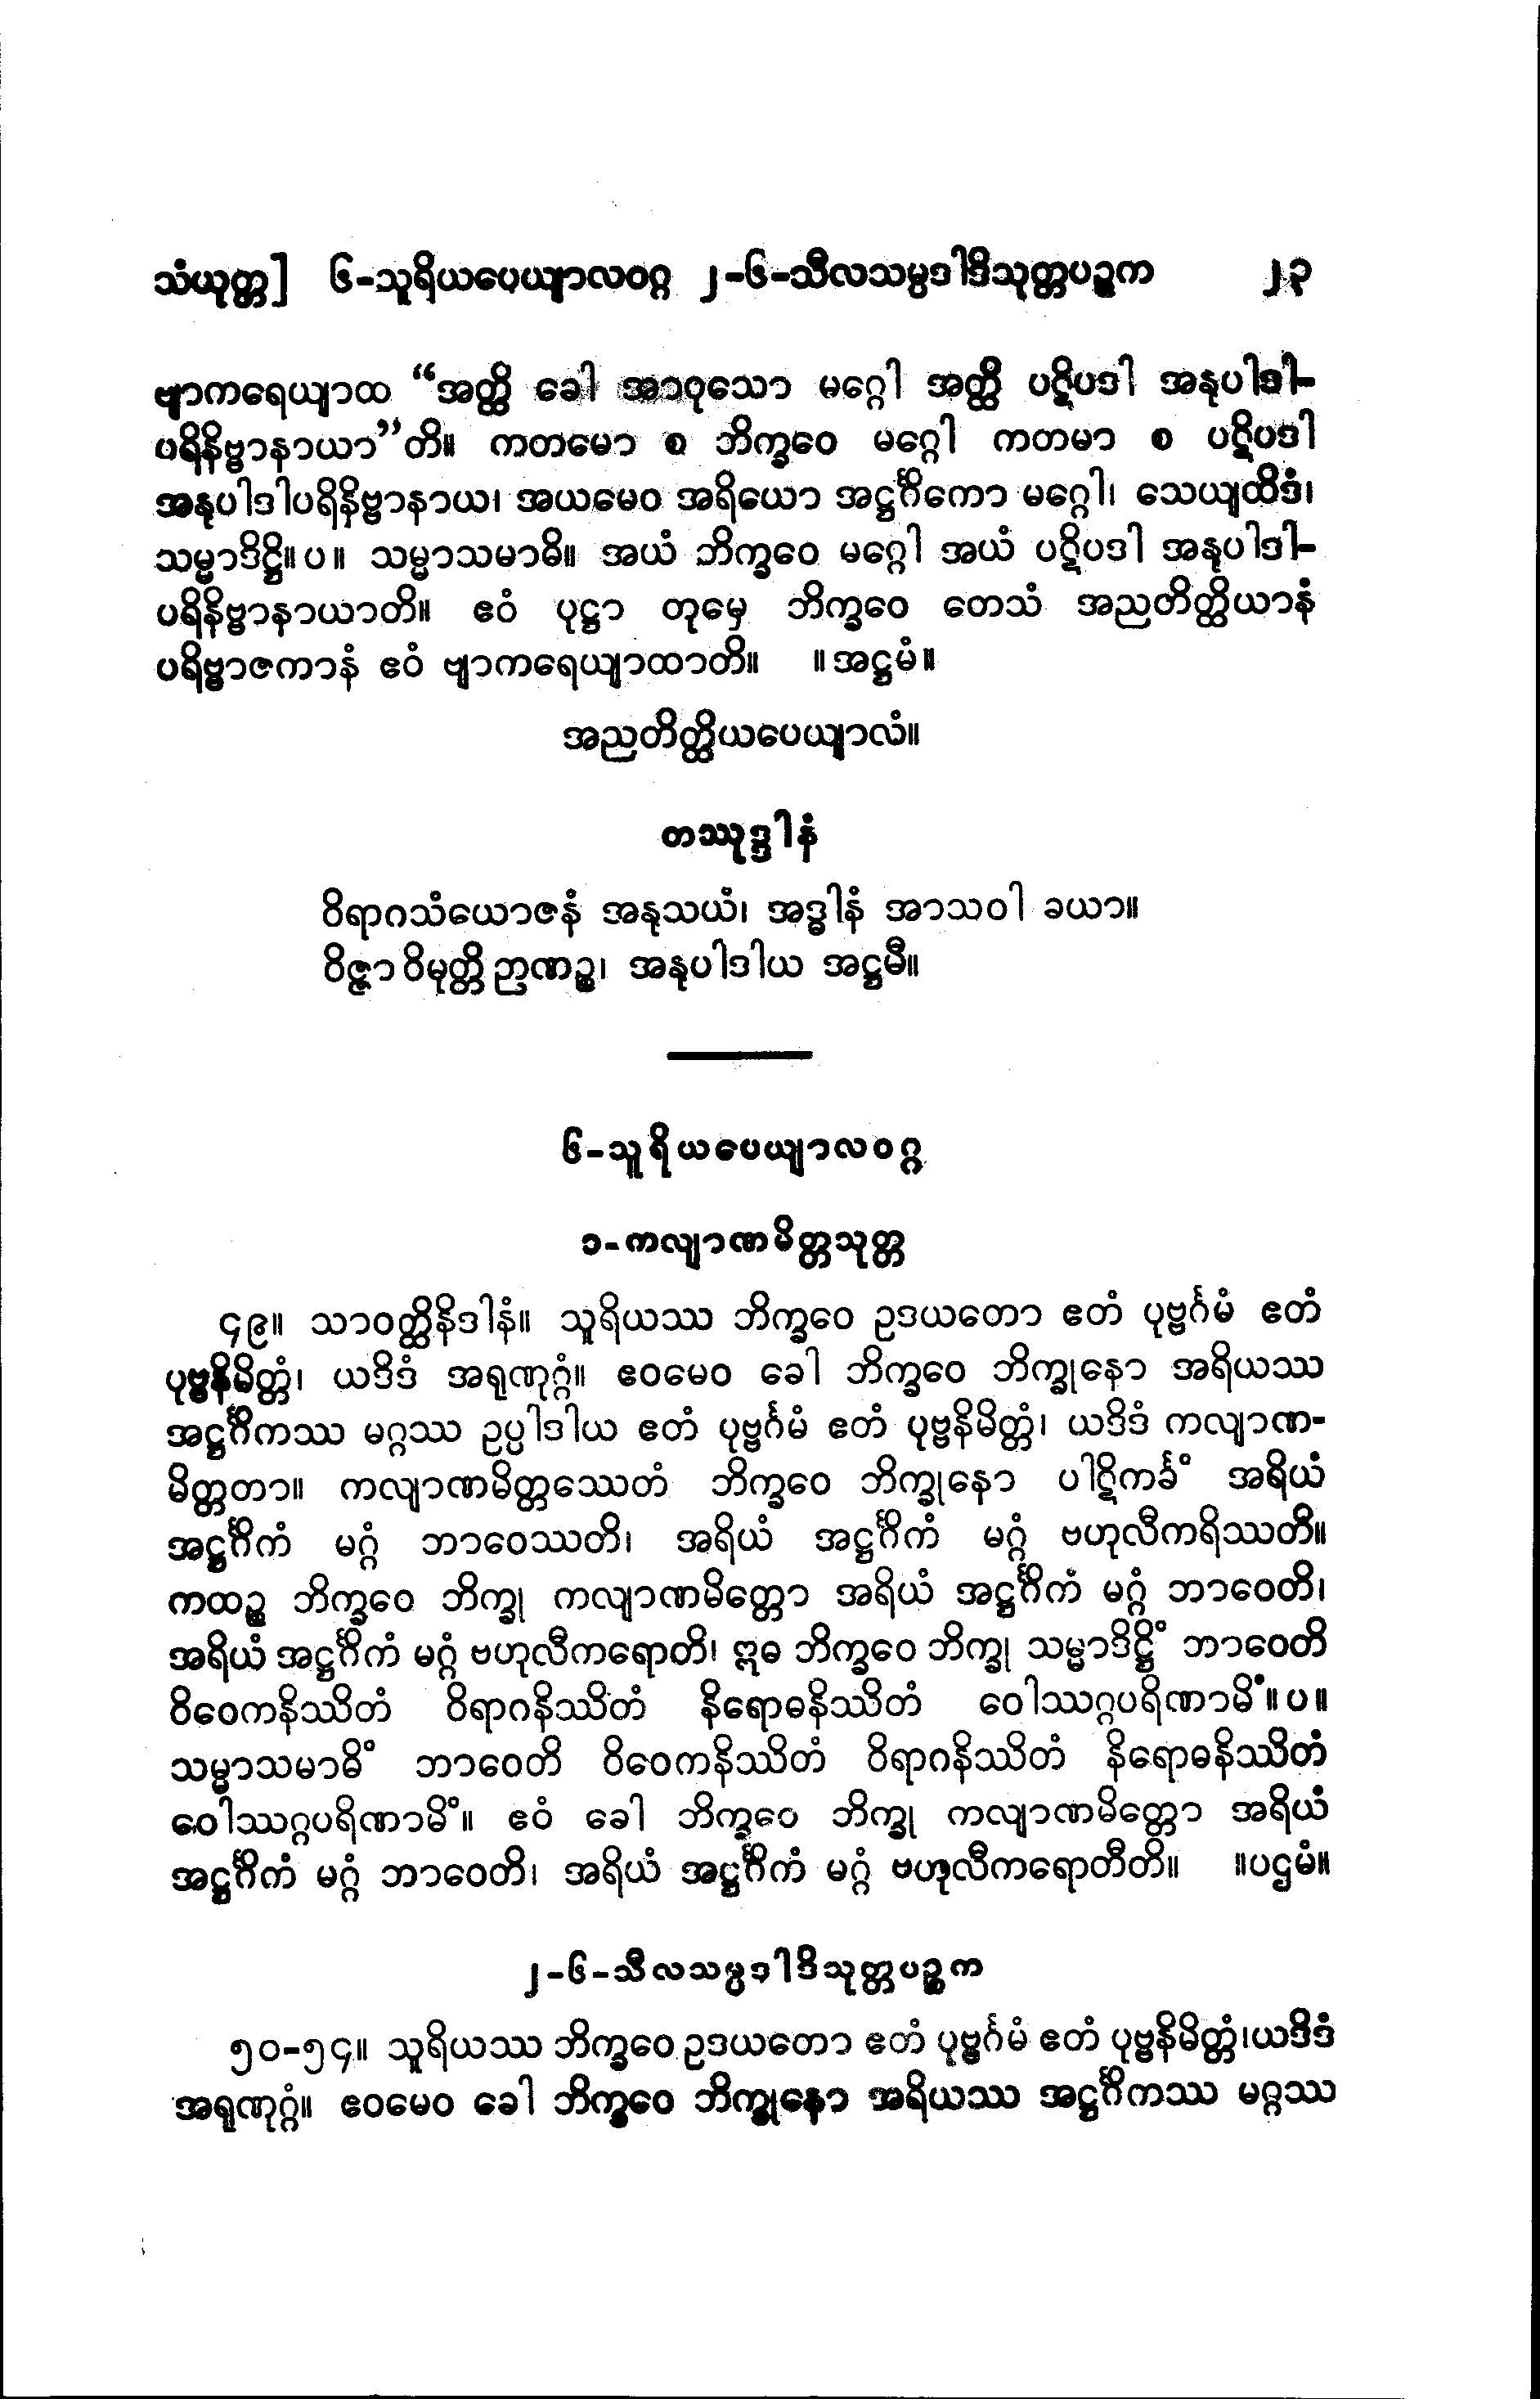 သံယုတ္တ] ၆-သူရိယပေယျာလဝဂ္ဂ ၂-၆-သီလသမ္ပဒါဒိသုတ္တပဉ္စက ၂၃
ဗျာကရေယျာထ “အတ္ထိ ခေါ အာဝုသော မဂ္ဂေါ အတ္ထိ ပဋိပဒါ အနုပါဒါ-
ပရိနိဗ္ဗာနာယာ”တိ။ ကတမော စ ဘိက္ခဝေ မဂ္ဂေါ ကတမာ စ ပဋိပဒါ
အနုပါဒါပရိနိဗ္ဗာနာယ၊ အယမေဝ အရိယော အဋ္ဌင်္ဂိကော မဂ္ဂေါ၊ သေယျထိဒံ၊
သမ္မာဒိဋ္ဌိ။ပ။ သမ္မာသမာဓိ။ အယံ ဘိက္ခဝေ မဂ္ဂေါ အယံ ပဋိပဒါ အနုပါဒါ-
ပရိနိဗ္ဗာနာယာတိ။ ဧဝံ ပုဋ္ဌာ တုမှေ ဘိက္ခဝေ တေသံ အညတိတ္ထိယာနံ
ပရိဗ္ဗာဇကာနံ ဧဝံ ဗျာကရေယျာထာတိ။ ။အဋ္ဌမံ။
အညတိတ္ထိယပေယျာလံ။
တဿုဒ္ဒါနံ
ဝိရာဂသံယောဇနံ အနုသယံ၊ အဒ္ဓါနံ အာသဝါ ခယာ။
ဝိဇ္ဇာ ဝိမုတ္တိ ဉာဏဉ္စ၊ အနုပါဒါယ အဋ္ဌမီ။
၆-သူရိယပေယျာလဝဂ္ဂ
၁-ကလျာဏမိတ္တသုတ္တ
၄၉။ သာဝတ္ထိနိဒါနံ။ သူရိယဿ ဘိက္ခဝေ ဥဒယတော ဧတံ ပုဗ္ဗင်္ဂမံ ဧတံ
ပုဗ္ဗနိမိတ္တံ၊ ယဒိဒံ အရုဏုဂ္ဂံ။ ဧဝမေဝ ခေါ ဘိက္ခဝေ ဘိက္ခုနော အရိယဿ
အဋ္ဌင်္ဂိကဿ မဂ္ဂဿ ဥပ္ပါဒါယ ဧတံ ပုဗ္ဗင်္ဂမံ ဧတံ ပုဗ္ဗနိမိတ္တံ၊ ယဒိဒံ ကလျာဏ-
မိတ္တတာ။ ကလျာဏမိတ္တဿေတံ ဘိက္ခဝေ ဘိက္ခုနော ပါဋိကင်္ခံ အရိယံ
အဋ္ဌင်္ဂိကံ မဂ္ဂံ ဘာဝေဿတိ၊ အရိယံ အဋ္ဌင်္ဂိကံ မဂ္ဂံ ဗဟုလီကရိဿတိ။
ကထဉ္စ ဘိက္ခဝေ ဘိက္ခု ကလျာဏမိတ္တော အရိယံ အဋ္ဌင်္ဂိကံ မဂ္ဂံ ဘာဝေတိ၊
အရိယံ အဋ္ဌင်္ဂိကံ မဂ္ဂံ ဗဟုလီကရောတိ၊ ဣဓ ဘိက္ခဝေ ဘိက္ခု သမ္မာဒိဋ္ဌိံ ဘာဝေတိ
ဝိဝေကနိဿိတံ ဝိရာဂနိဿိတံ နိရောဓနိဿိတံ ဝေါဿဂ္ဂပရိဏာမိံ။ပ။
သမ္မာသမာဓိံ ဘာဝေတိ ဝိဝေကနိဿိတံ ဝိရာဂနိဿိတံ နိရောဓနိဿိတံ
ဝေါဿဂ္ဂပရိဏာမိံ။ ဧဝံ ခေါ ဘိက္ခဝေ ဘိက္ခု ကလျာဏမိတ္တော အရိယံ
အဋ္ဌင်္ဂိကံ မဂ္ဂံ ဘာဝေတိ၊ အရိယံ အဋ္ဌင်္ဂိကံ မဂ္ဂံ ဗဟုလီကရောတီတိ။ ။ပဌမံ။
၂-၆-သီလသမ္ပဒါဒိသုတ္တပဉ္စက
၅၀-၅၄။ သူရိယဿ ဘိက္ခဝေ ဥဒယတော ဧတံ ပုဗ္ဗင်္ဂမံ ဧတံ ပုဗ္ဗနိမိတ္တံ၊ယဒိဒံ
အရုဏုဂ္ဂံ။ ဧဝမေဝ ခေါ ဘိက္ခဝေ ဘိက္ခုနော အရိယဿ အဋ္ဌင်္ဂိကဿ မဂ္ဂဿ